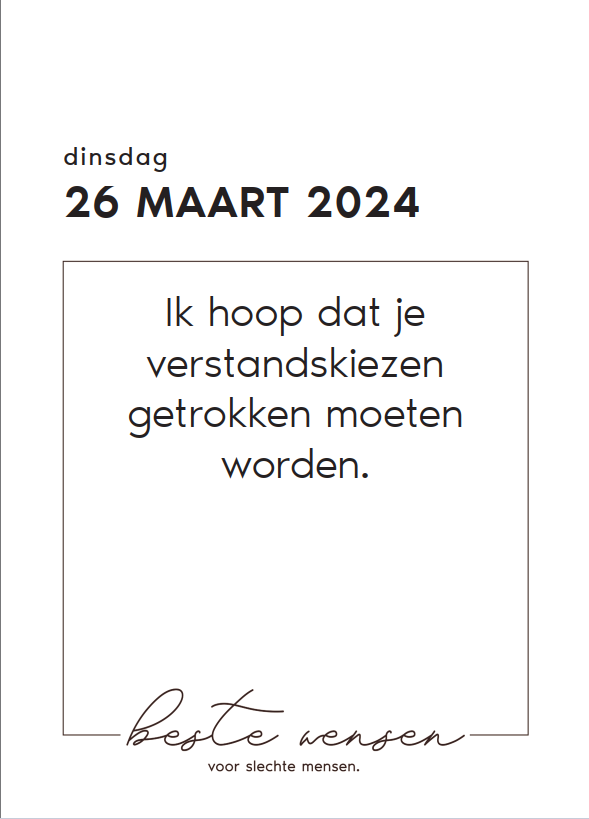 dinsdag
26 MAART 2024
Ik hoop dat je
verstandskiezen
getrokken moeten
worden.
beste wensen
voor slechte mensen.